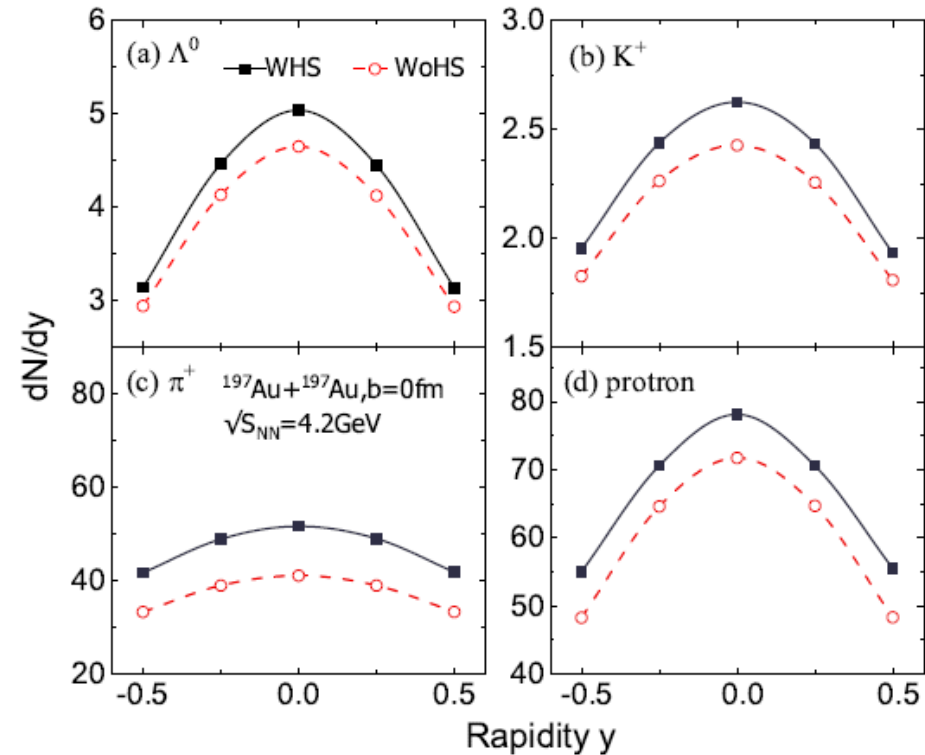 (a) Λ⁰
WHS
WoHS
(b) K⁺
(c) π⁺
¹⁹⁷Au+¹⁹⁷Au,b=0fm
√S_NN=4.2GeV
(d) protron
dN/dy
6
5
4
3
3.0
2.5
2.0
1.5
80
60
40
20
80
70
60
50
40
-0.5
0.0
0.5
-0.5
0.0
0.5
Rapidity y